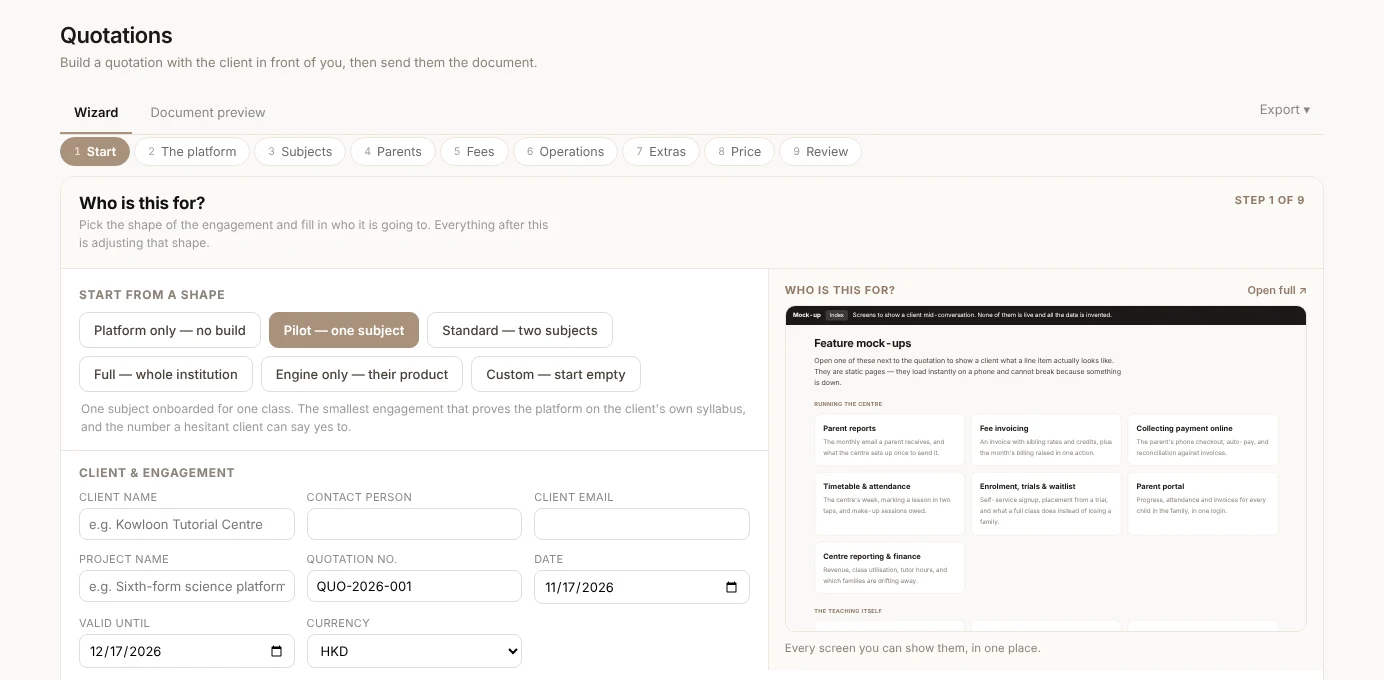 Quotations
Build a quotation with the client in front of you, then send them the document.
Wizard
Document preview
Export ▾
1 Start
2 The platform
3 Subjects
4 Parents
5 Fees
6 Operations
7 Extras
8 Price
9 Review
Who is this for?
STEP 1 OF 9
Pick the shape of the engagement and fill in who it is going to. Everything after this
is adjusting that shape.
START FROM A SHAPE
Platform only — no build
Pilot — one subject
Standard — two subjects
Full — whole institution
Engine only — their product
Custom — start empty
One subject onboarded for one class. The smallest engagement that proves the platform on the client's own syllabus,
and the number a hesitant client can say yes to.
CLIENT & ENGAGEMENT
CLIENT NAME
CONTACT PERSON
CLIENT EMAIL
e.g. Kowloon Tutorial Centre
PROJECT NAME
QUOTATION NO.
DATE
e.g. Sixth-form science platform
QUO-2026-001
11/17/2026
VALID UNTIL
CURRENCY
12/17/2026
HKD
WHO IS THIS FOR?
Open full ↗
Mock-up
Index
Screens to show a client mid-conversation. None of them is live and all the data is invented.
Feature mock-ups
Open one of these next to the quotation to show a client what a line item actually looks like.
They are static pages — they load instantly on a phone and cannot break because something
is down.
RUNNING THE CENTRE
Parent reports
The monthly email a parent receives, and
what the centre sets up once to send it.
Fee invoicing
An invoice with sibling rates and credits, plus
the month's billing raised in one action.
Collecting payment online
The parent's phone checkout, auto-pay, and
reconciliation against invoices.
Timetable & attendance
The centre's week, marking a lesson in two
taps, and make-up sessions owed.
Enrolment, trials & waitlist
Self-service signup, placement from a trial,
and what a full class does instead of losing a
family.
Parent portal
Progress, attendance and invoices for every
child in the family, in one login.
Centre reporting & finance
Revenue, class utilisation, tutor hours, and
which families are drifting away.
THE TEACHING ITSELF
Every screen you can show them, in one place.